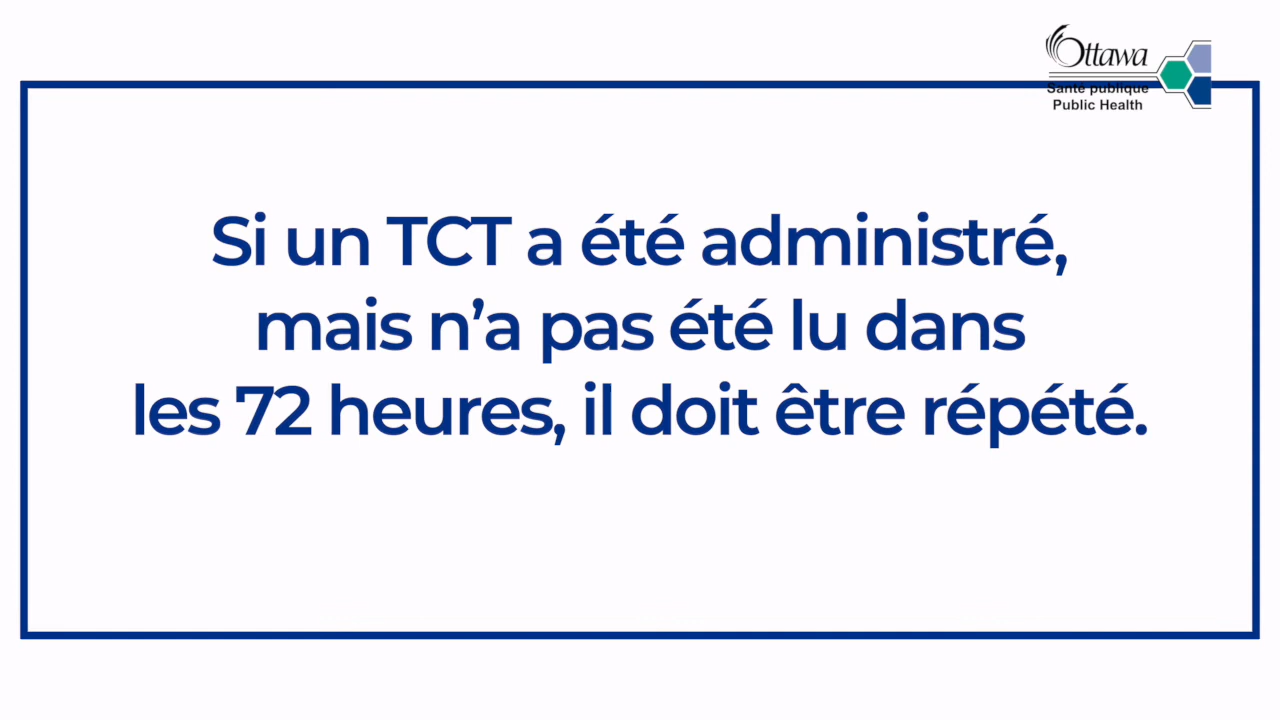 Ottawa
Santé publique
Public Health
Si un TCT a été administré,
mais n’a pas été lu dans
les 72 heures, il doit être répété.